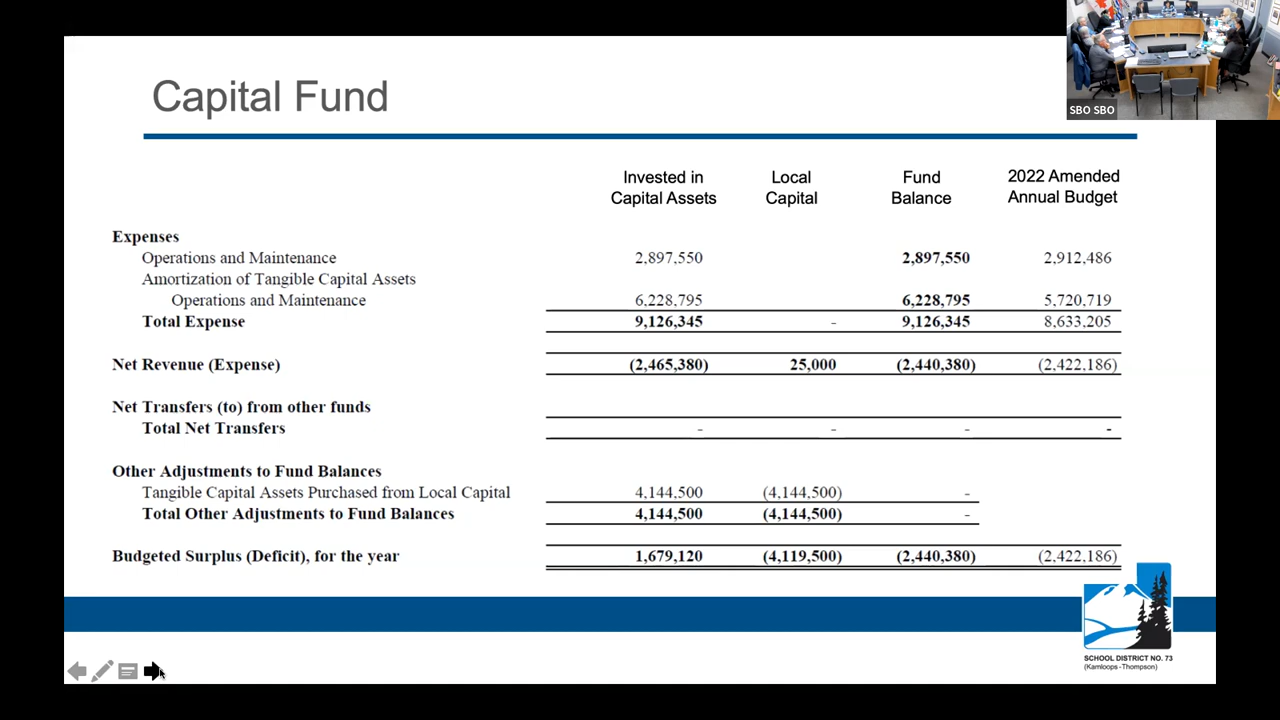 SBO SBO
Capital Fund
Invested in Local Fund 2022 Amended
Capital Assets Capital Balance Annual Budget
Expenses
Operations and Maintenance 2,897,550 2,897,550 2,912,486
Amortization of Tangible Capital Assets
Operations and Maintenance 6,228,795 6,228,795 5,720,719
Total Expense 9,126,345 - 9,126,345 8,633,205
Net Revenue (Expense) (2,465,380) 25,000 (2,440,380) (2,422,186)
Net Transfers (to) from other funds
Total Net Transfers - - - -
Other Adjustments to Fund Balances
Tangible Capital Assets Purchased from Local Capital 4,144,500 (4,144,500) -
Total Other Adjustments to Fund Balances 4,144,500 (4,144,500) -
Budgeted Surplus (Deficit), for the year 1,679,120 (4,119,500) (2,440,380) (2,422,186)
SCHOOL DISTRICT NO. 73
(Kamloops-Thompson)